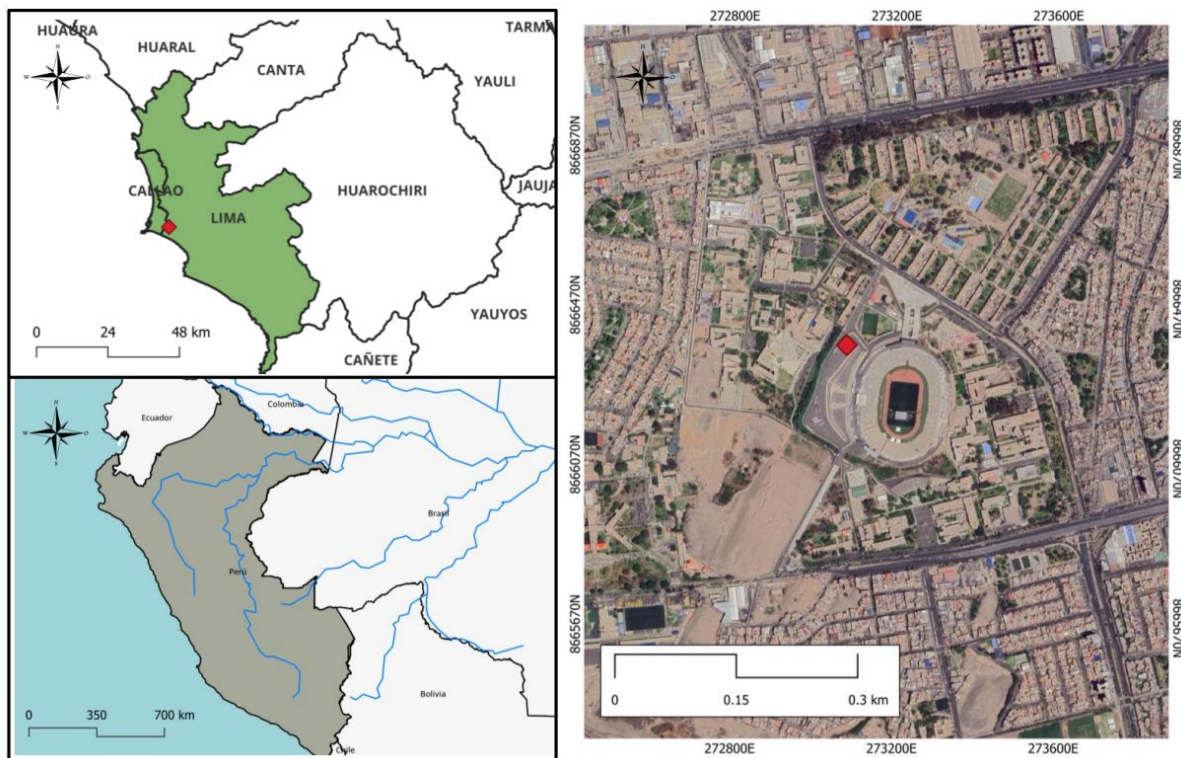 HUAURA
HUARAL
TARMA
CANTA
YAULI
N
W
O
S
CALLAO
LIMA
HUAROCHIRI
JAUJA
YAUYOS
CAÑETE
0 24 48 km
Ecuador
Colombia
N
W
O
S
Brasil
Perú
Bolivia
Chile
0 350 700 km
272800E 273200E 273600E
N
W
O
S
8666870N 8666870N
8666470N 8666470N
8666070N 8666070N
8665670N 8665670N
0 0.15 0.3 km
272800E 273200E 273600E